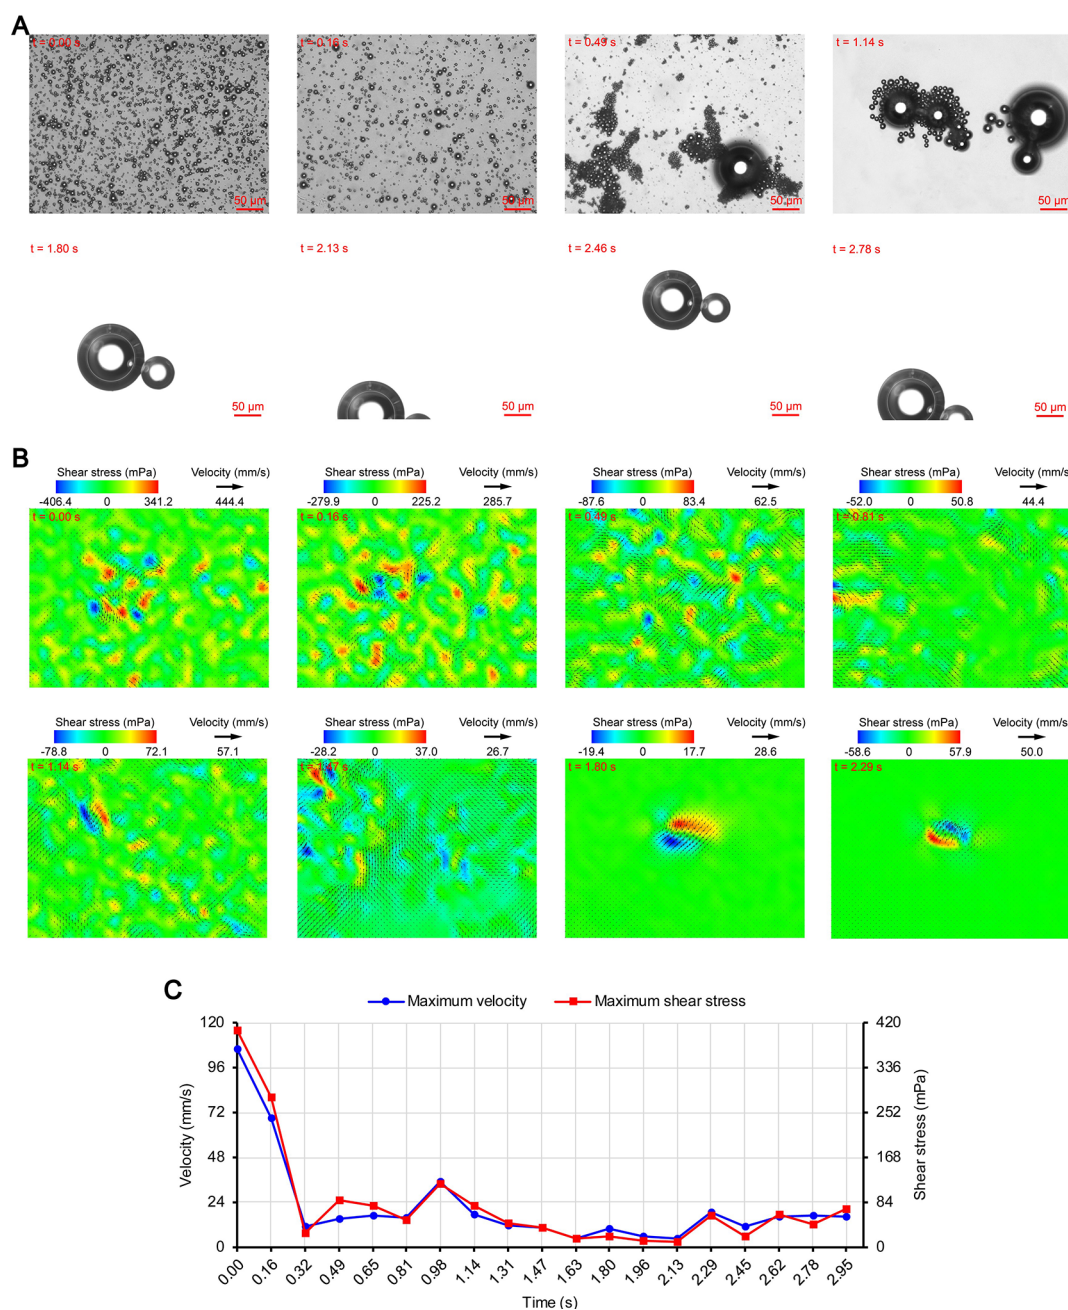 A
t = 0.00 s
t = 0.16 s
t = 0.49 s
t = 1.14 s
50 µm
50 µm
50 µm
50 µm
t = 1.80 s
t = 2.13 s
t = 2.46 s
t = 2.78 s
50 µm
50 µm
50 µm
50 µm
B
Shear stress (mPa) Velocity (mm/s)
-406.4 0 341.2 444.4
t = 0.00 s
Shear stress (mPa) Velocity (mm/s)
-279.9 0 225.2 285.7
t = 0.16 s
Shear stress (mPa) Velocity (mm/s)
-87.6 0 83.4 62.5
t = 0.49 s
Shear stress (mPa) Velocity (mm/s)
-52.0 0 50.8 44.4
t = 0.81 s
Shear stress (mPa) Velocity (mm/s)
-78.8 0 72.1 57.1
t = 1.14 s
Shear stress (mPa) Velocity (mm/s)
-28.2 0 37.0 26.7
t = 1.47 s
Shear stress (mPa) Velocity (mm/s)
-19.4 0 17.7 28.6
t = 1.80 s
Shear stress (mPa) Velocity (mm/s)
-58.6 0 57.9 50.0
t = 2.29 s
C
Maximum velocity Maximum shear stress
120 420
96 336
72 252
48 168
24 84
0 0
Velocity (mm/s)
Shear stress (mPa)
0.00 0.16 0.32 0.49 0.65 0.81 0.98 1.14 1.31 1.47 1.63 1.80 1.96 2.13 2.29 2.45 2.62 2.78 2.95
Time (s)